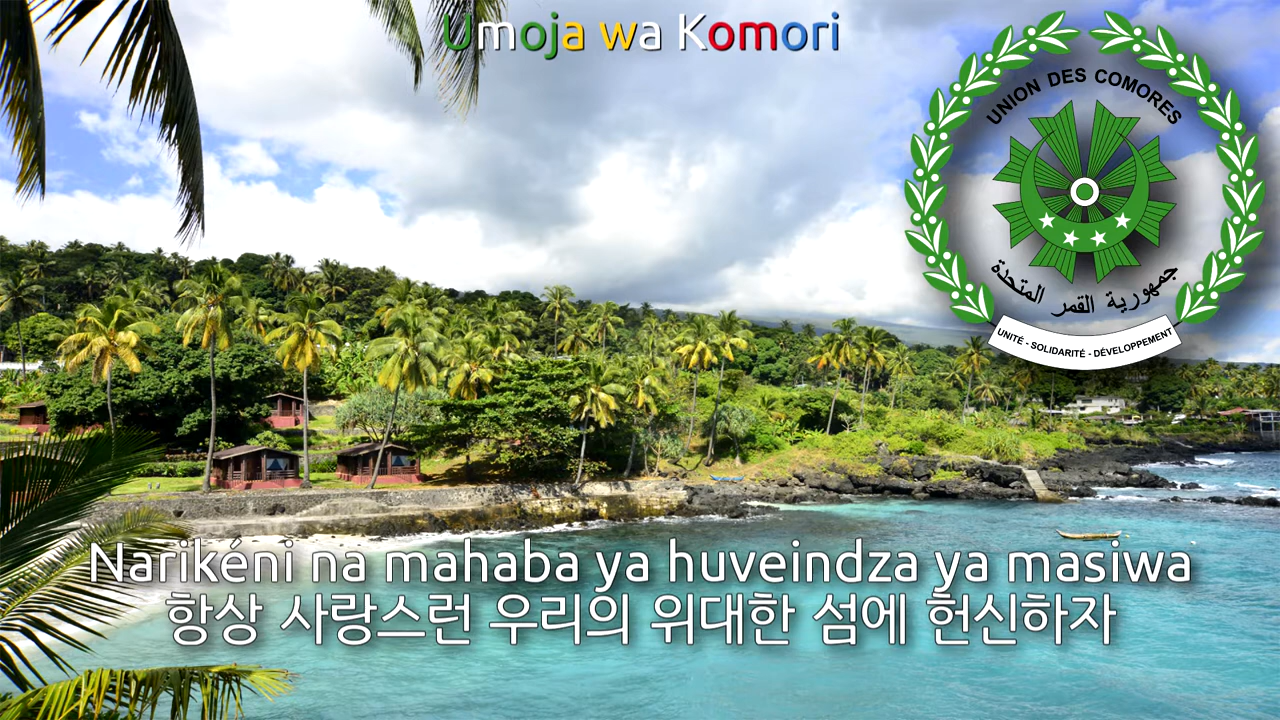 Umoja wa Komori
UNION DES COMORES
جمهورية القمر المتحدة
UNITÉ - SOLIDARITÉ - DÉVELOPPEMENT
Narikéni na mahaba ya huveindza ya masiwa
항상 사랑스런 우리의 위대한 섬에 헌신하자